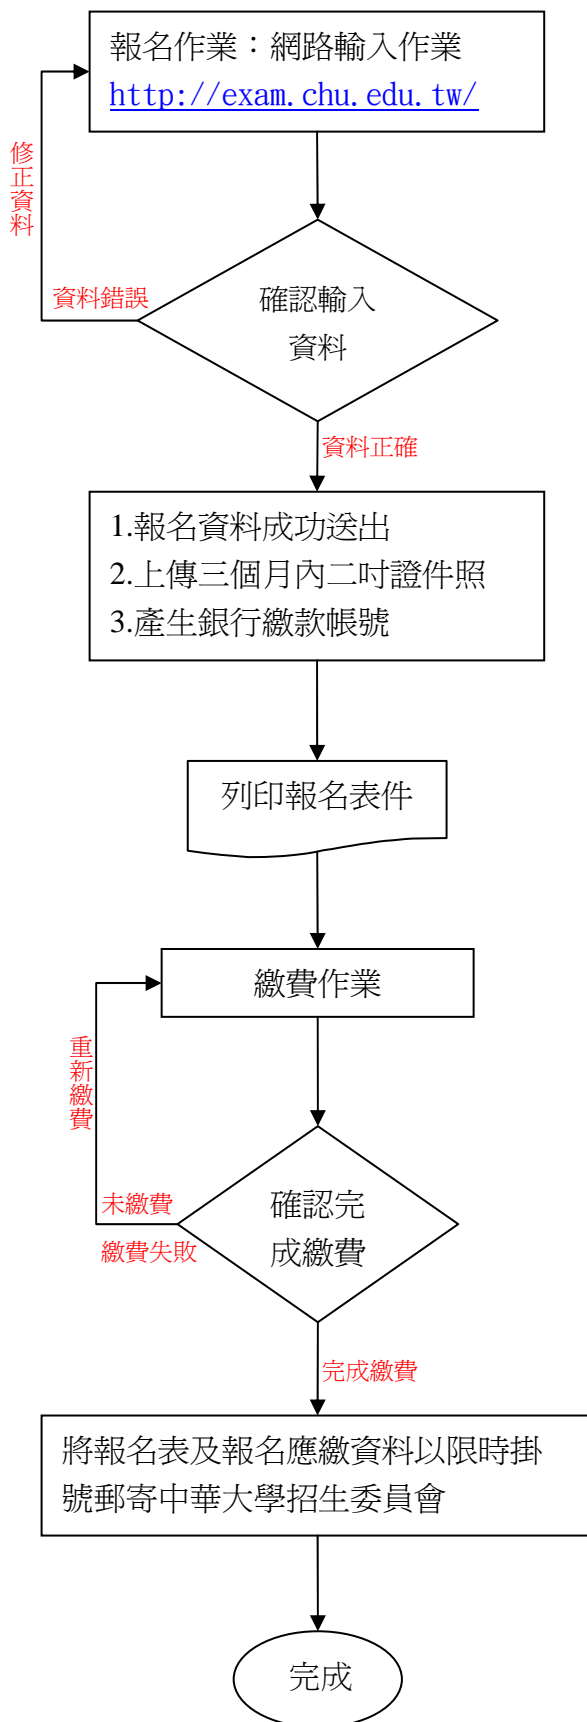 報名作業：網路輸入作業
http://exam.chu.edu.tw/
修正資料
資料錯誤
確認輸入
資料
資料正確
1.報名資料成功送出
2.上傳三個月內二吋證件照
3.產生銀行繳款帳號
列印報名表件
繳費作業
重新繳費
未繳費
繳費失敗
確認完
成繳費
完成繳費
將報名表及報名應繳資料以限時掛
號郵寄中華大學招生委員會
完成